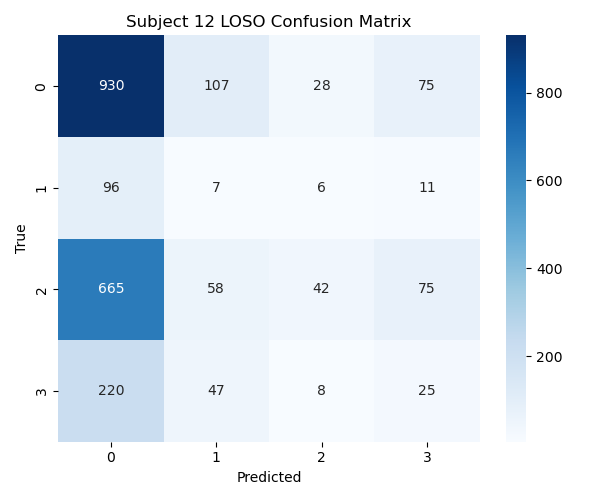 Subject 12 LOSO Confusion Matrix
0 930 107 28 75
1 96 7 6 11
2 665 58 42 75
3 220 47 8 25
0 1 2 3
Predicted
True
800
600
400
200